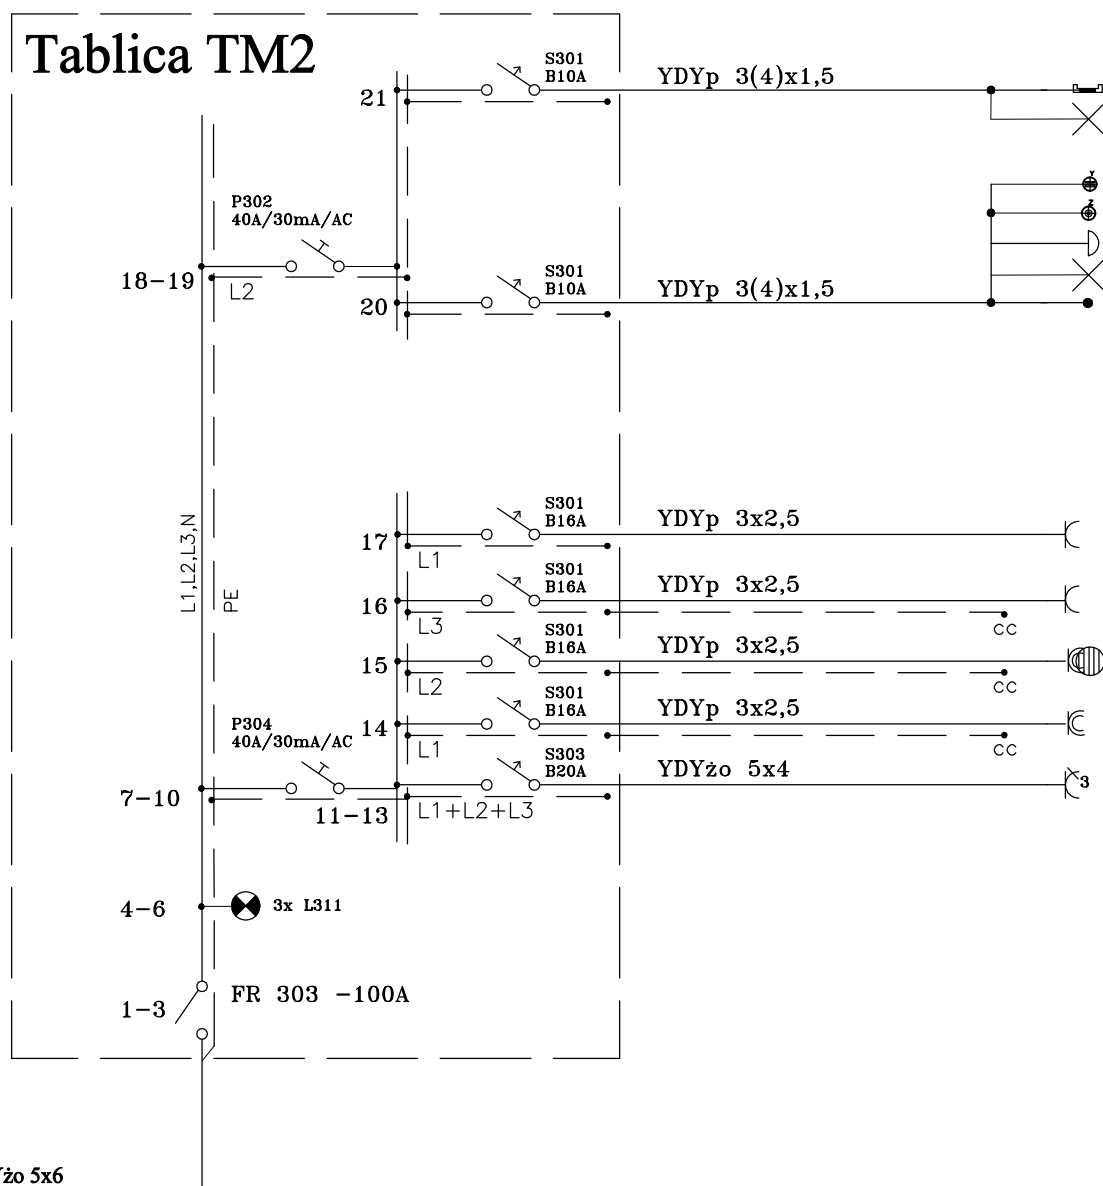 Tablica TM2
S301
B10A
YDYp 3(4)x1,5
21
P302
40A/30mA/AC
18-19
L2
S301
B10A
YDYp 3(4)x1,5
20
L1,L2,L3,N
PE
S301
B16A
YDYp 3x2,5
17
L1
S301
B16A
YDYp 3x2,5
16
L3
CC
S301
B16A
YDYp 3x2,5
15
L2
CC
S301
B16A
YDYp 3x2,5
14
L1
CC
P304
40A/30mA/AC
S303
B20A
YDYżo 5x4
3
7-10
11-13
L1+L2+L3
4-6
3x L311
1-3
FR 303 -100A
żo 5x6